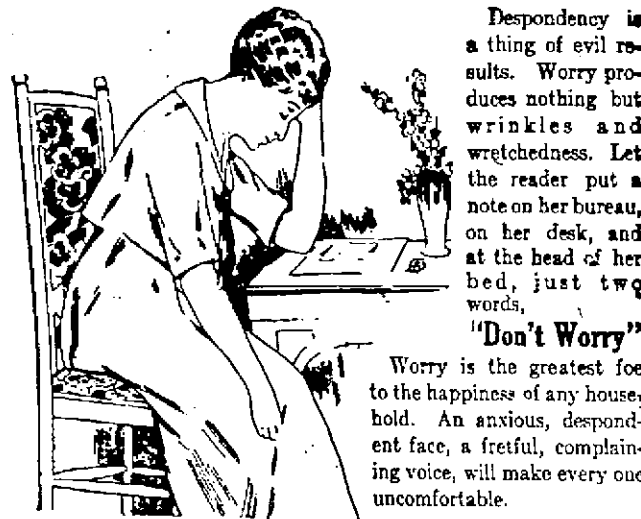 Despondency is
a thing of evil re-
sults. Worry pro-
duces nothing but
wrinkles and
wretchedness. Let
the reader put a
note on her bureau,
on her desk, and
at the head of her
bed, just two
words,
"Don't Worry"
Worry is the greatest foe
to the happiness of any house-
hold. An anxious, despond-
ent face, a fretful, complain-
ing voice, will make every one
uncomfortable.